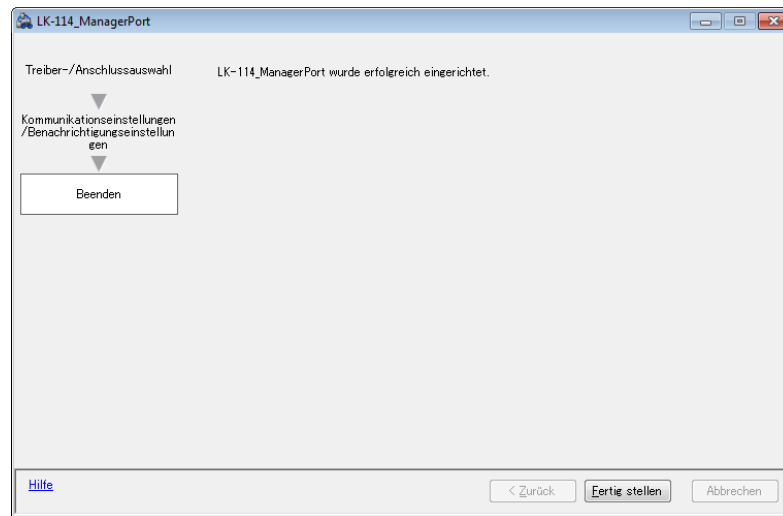 LK-114_ManagerPort
Treiber-/Anschlussauswahl
LK-114_ManagerPort wurde erfolgreich eingerichtet.
Kommunikationseinstellungen
/Benachrichtigungseinstellun
gen
Beenden
Hilfe
< Zurück
Fertig stellen
Abbrechen